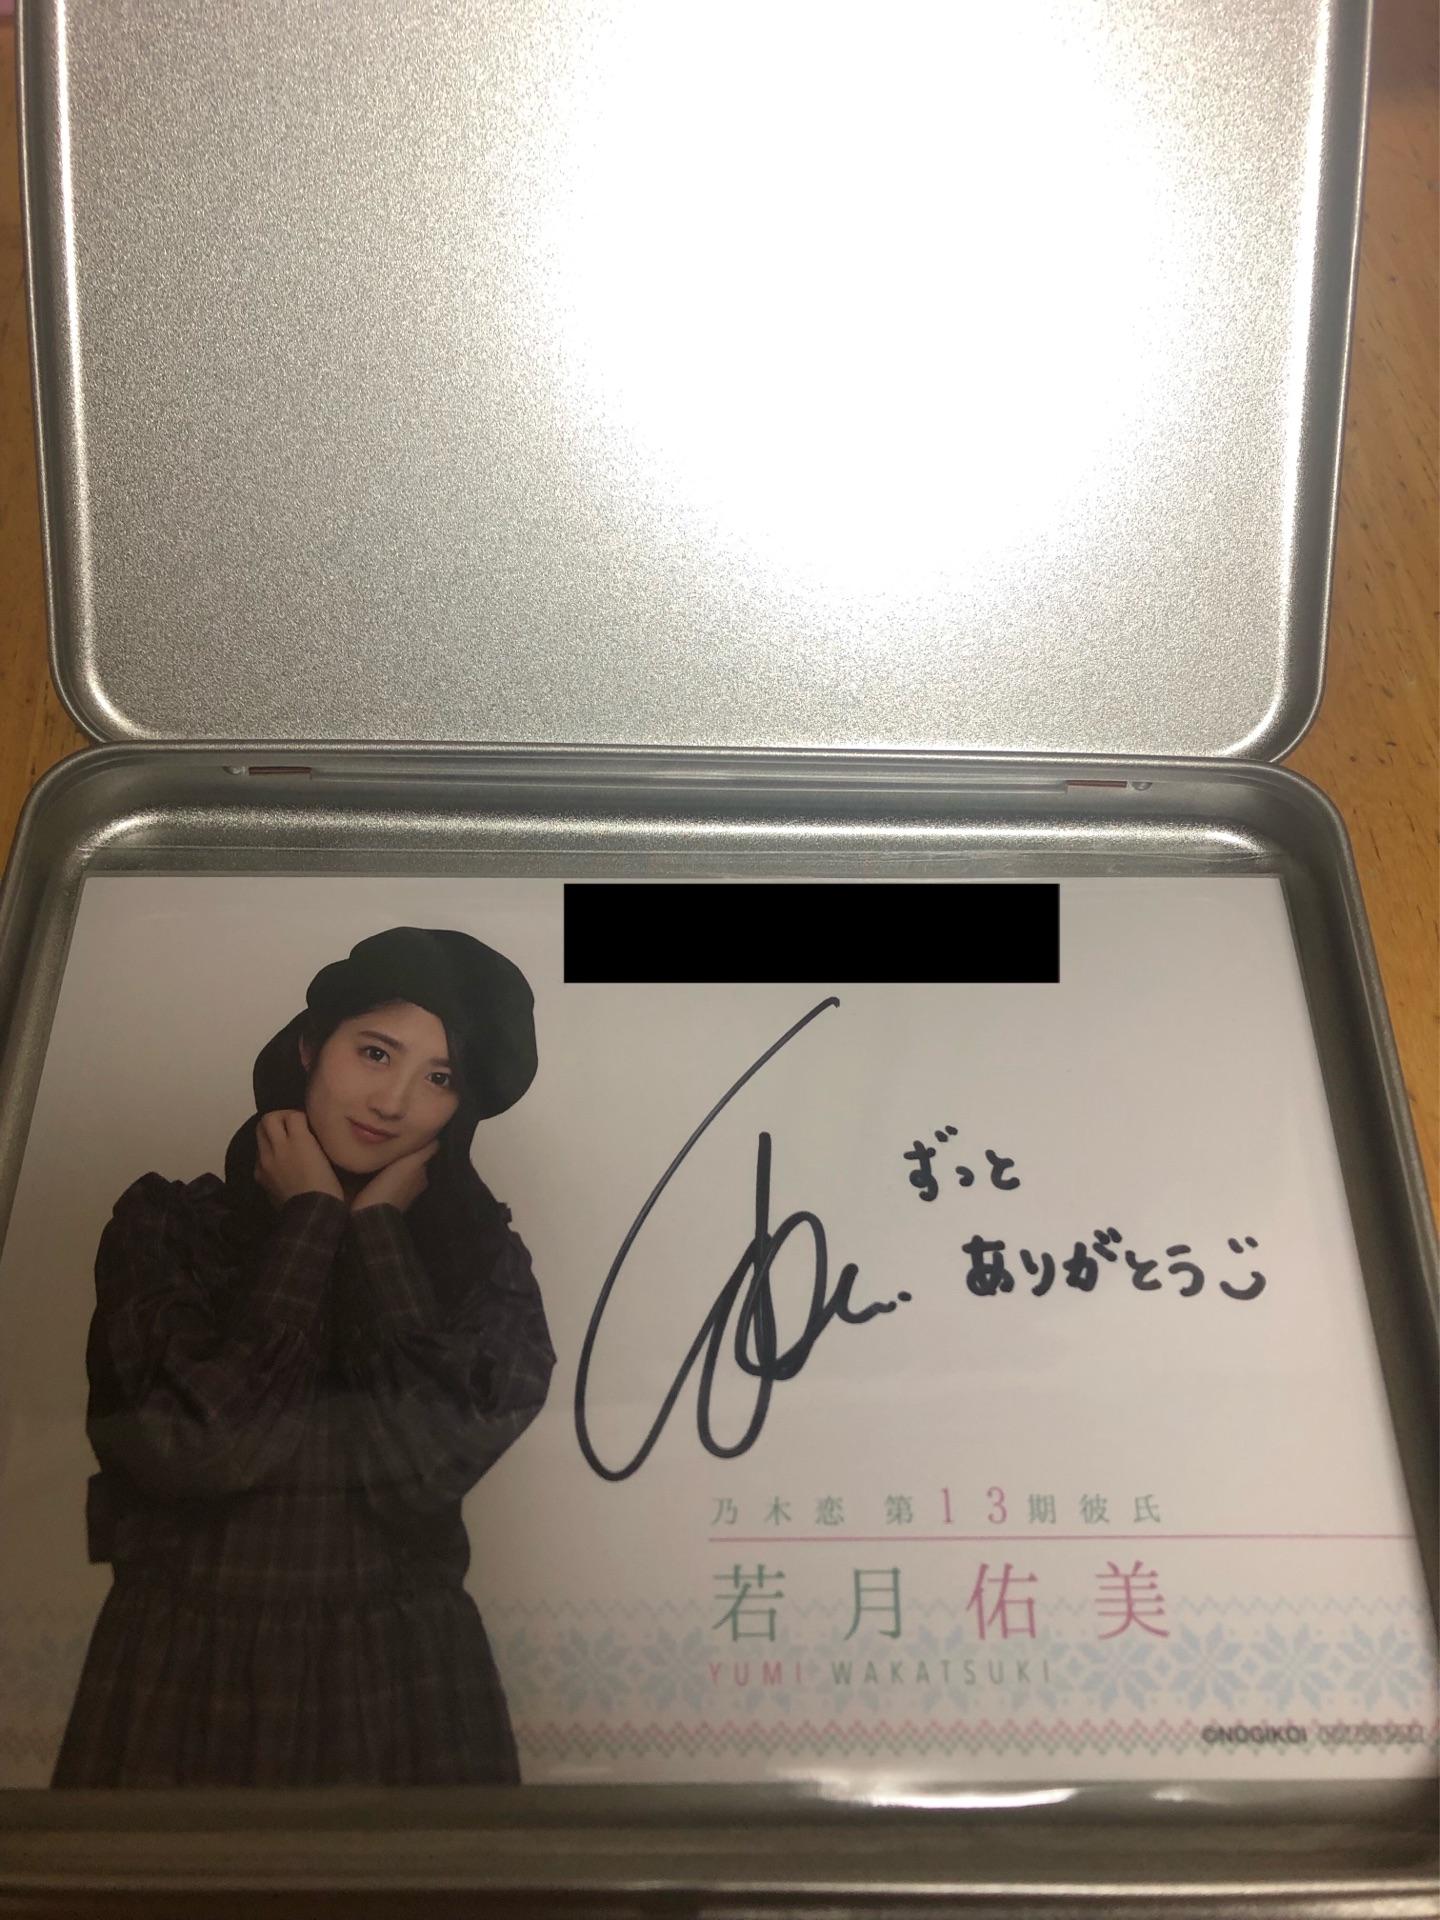 ずっと
ありがとう
乃木恋 第13期彼氏
若月佑美
YUMI WAKATSUKI
©NOGIKOI